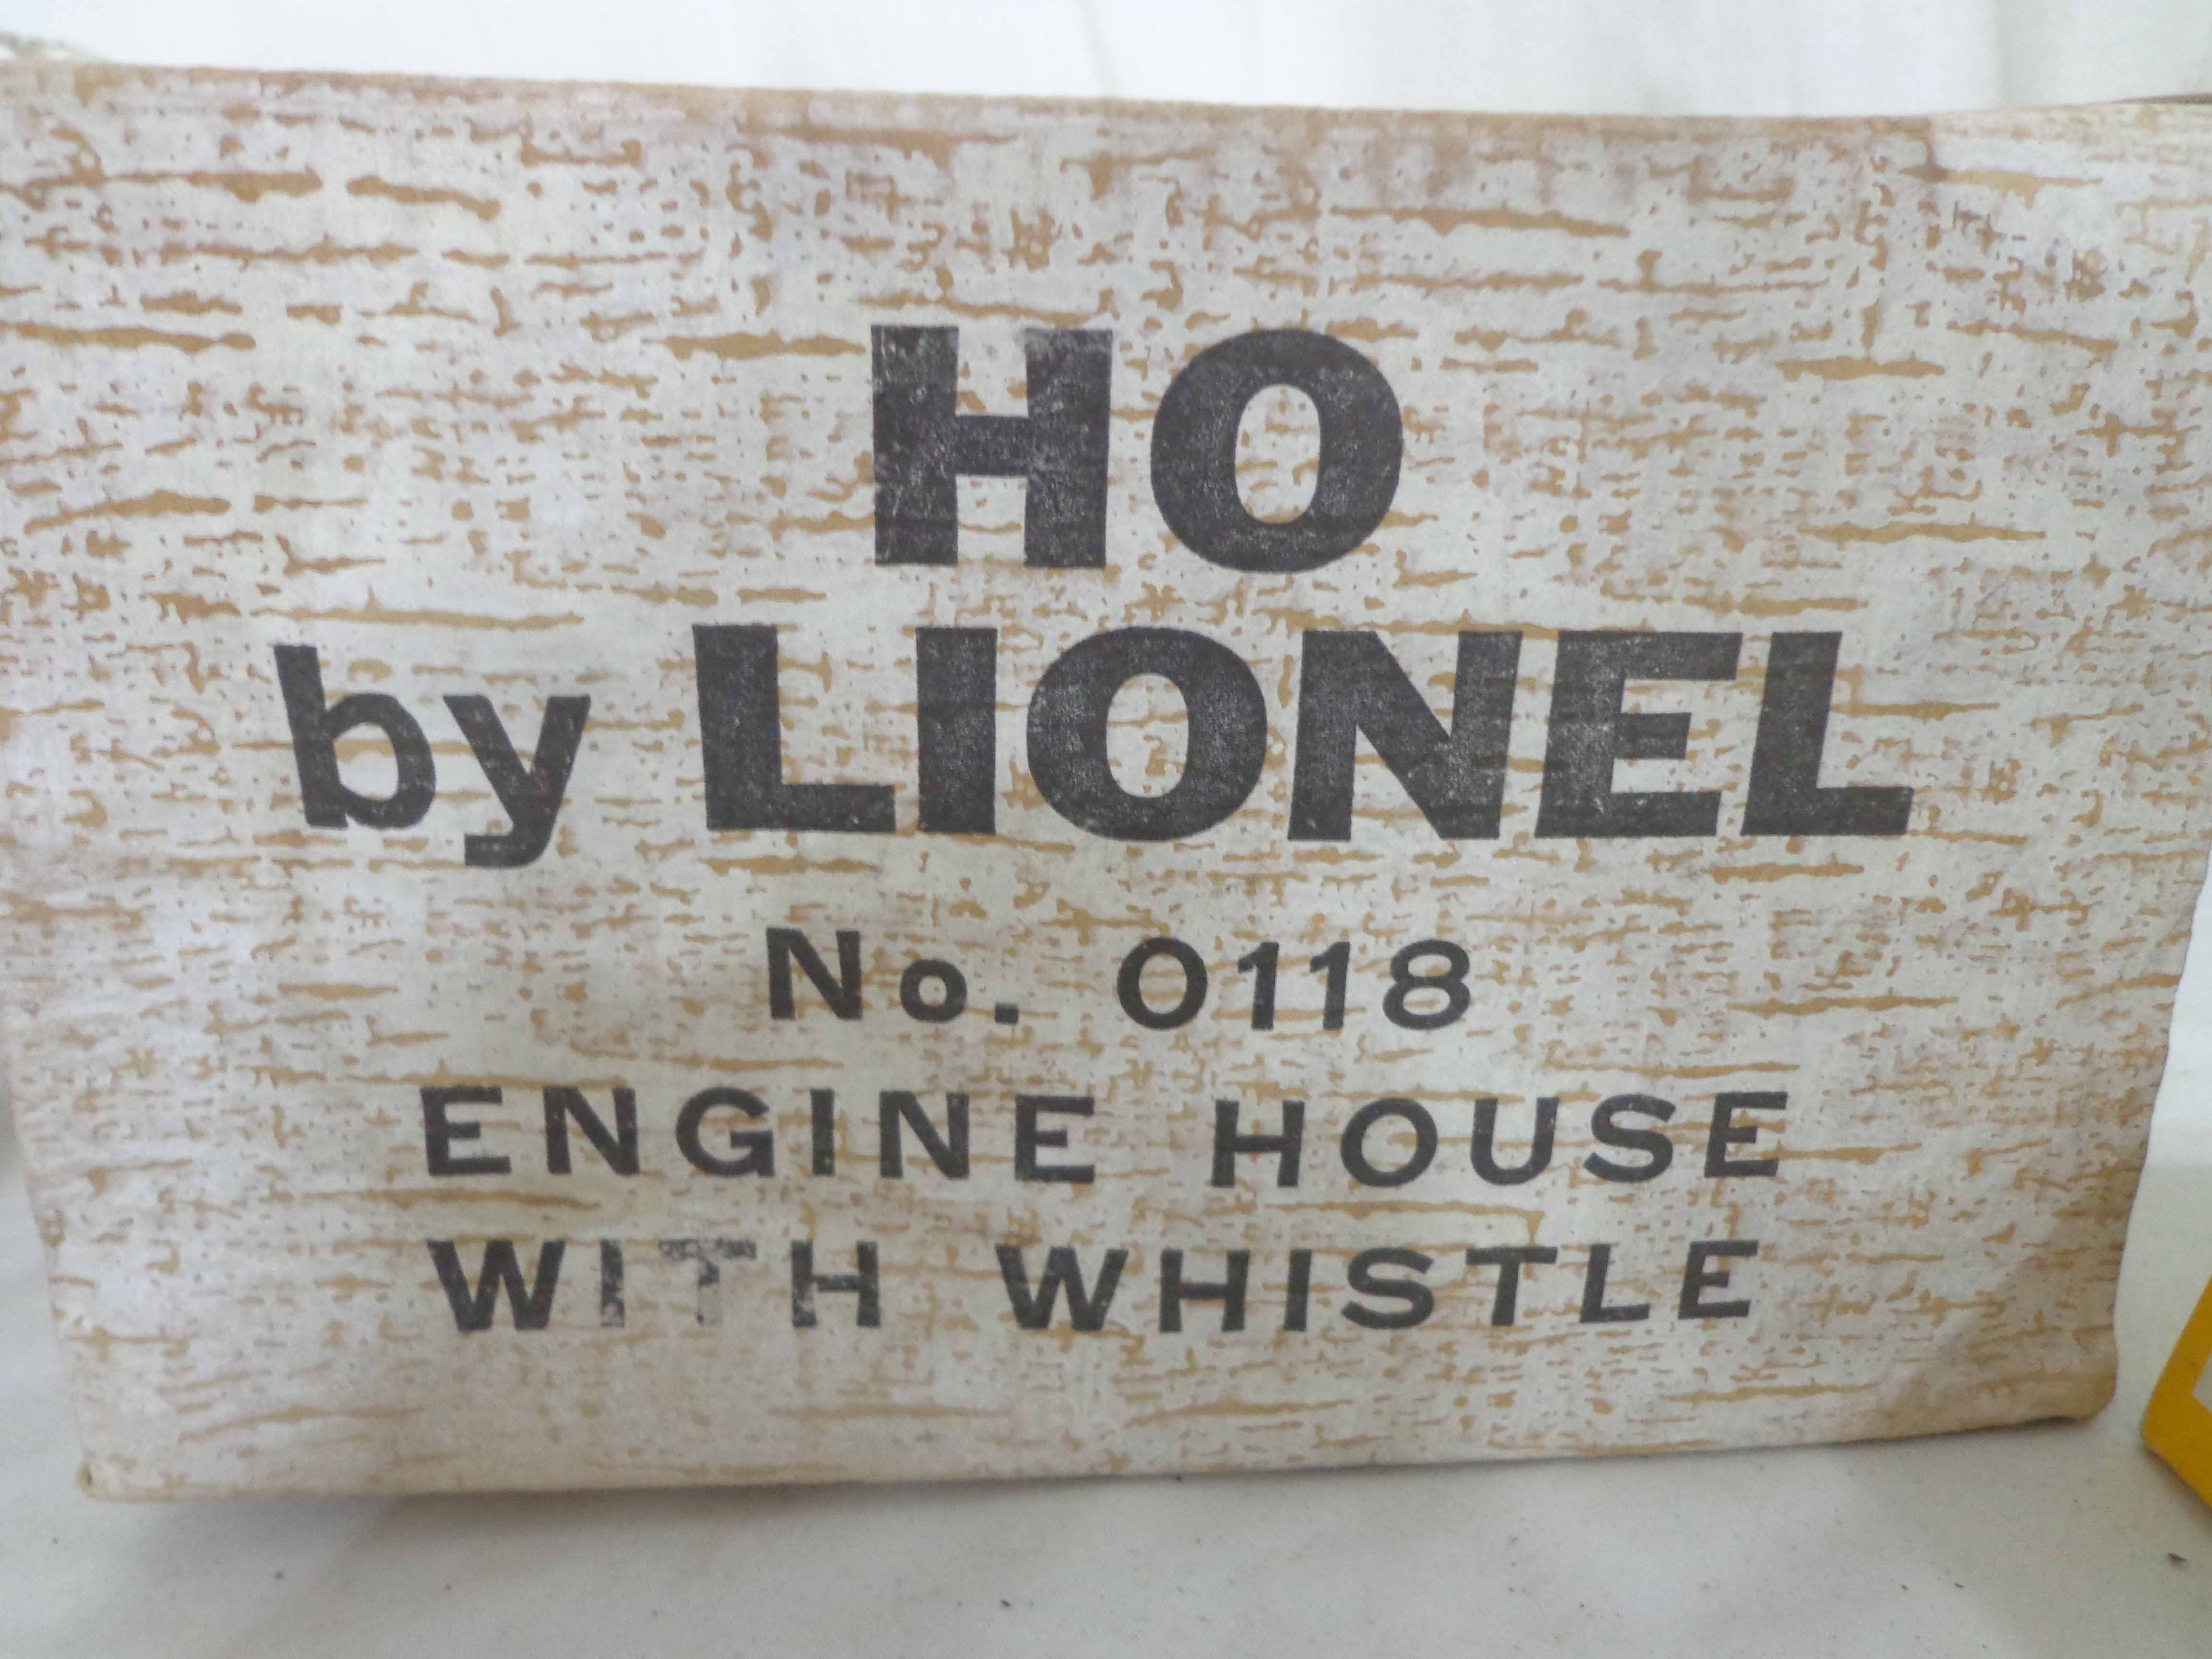 HO
by LIONEL
No. 0118
ENGINE HOUSE
WITH WHISTLE